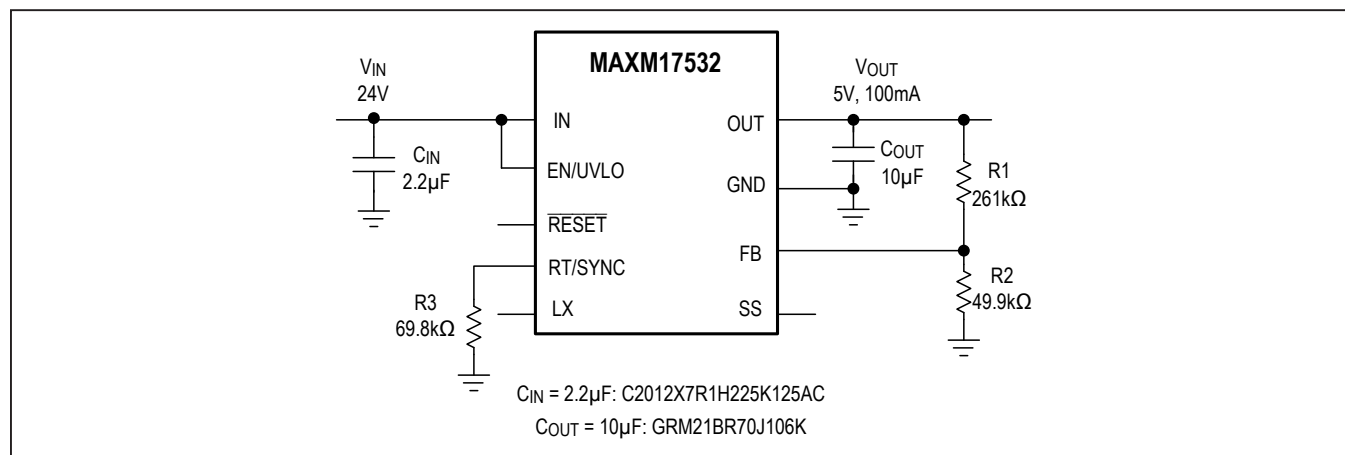 MAXM17532
VIN
24V
VOUT
5V, 100mA
IN
OUT
CIN
2.2µF
COUT
10µF
EN/UVLO
GND
R1
261kΩ
RESET
FB
RT/SYNC
R2
49.9kΩ
R3
69.8kΩ
LX
SS
CIN = 2.2µF: C2012X7R1H225K125AC
COUT = 10µF: GRM21BR70J106K